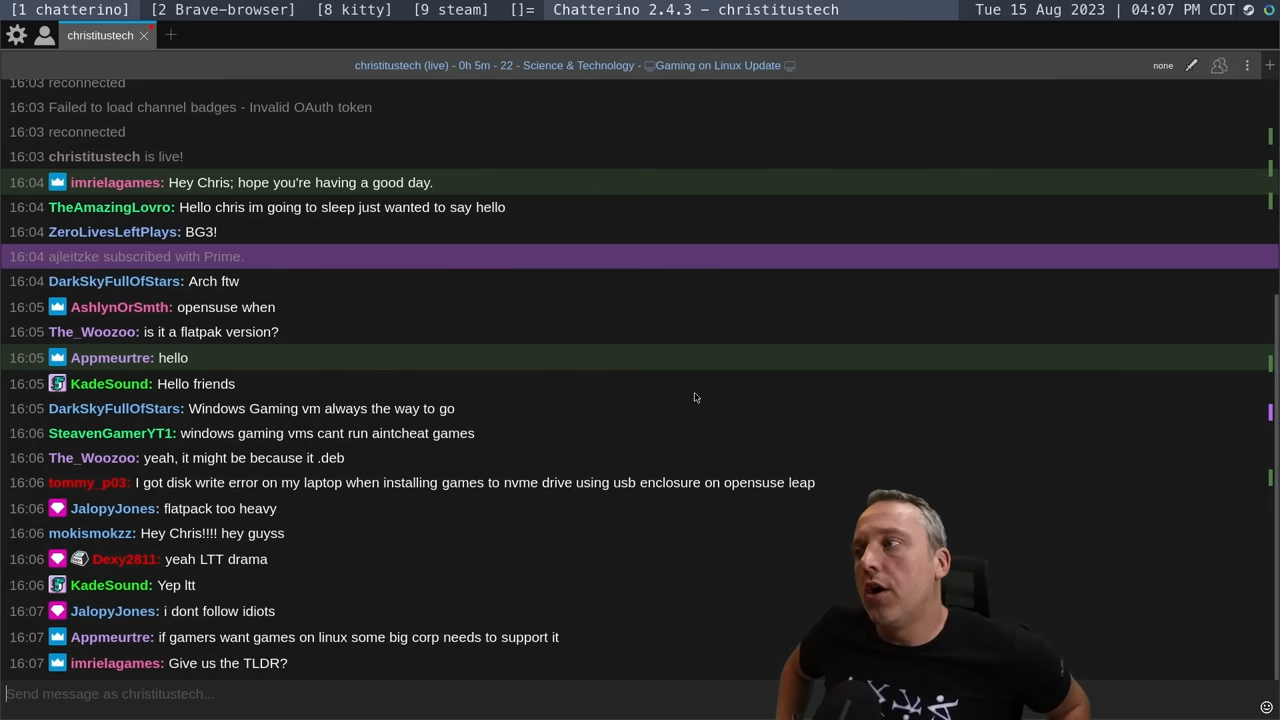 [1 chatterino] [2 Brave-browser] [8 kitty] [9 steam] []= Chatterino 2.4.3 - christitustech Tue 15 Aug 2023 | 04:07 PM CDT
christitustech
christitustech (live) - 0h 5m - 22 - Science & Technology - 🖥️Gaming on Linux Update 🖥️ none
16:03 reconnected
16:03 Failed to load channel badges - Invalid OAuth token
16:03 reconnected
16:03 christitustech is live!
16:04 imrielagames: Hey Chris; hope you're having a good day.
16:04 TheAmazingLovro: Hello chris im going to sleep just wanted to say hello
16:04 ZeroLivesLeftPlays: BG3!
16:04 ajleitzke subscribed with Prime.
16:04 DarkSkyFullOfStars: Arch ftw
16:05 AshlynOrSmth: opensuse when
16:05 The_Woozoo: is it a flatpak version?
16:05 Appmeurtre: hello
16:05 KadeSound: Hello friends
16:05 DarkSkyFullOfStars: Windows Gaming vm always the way to go
16:06 SteavenGamerYT1: windows gaming vms cant run aintcheat games
16:06 The_Woozoo: yeah, it might be because it .deb
16:06 tommy_p03: I got disk write error on my laptop when installing games to nvme drive using usb enclosure on opensuse leap
16:06 JalopyJones: flatpack too heavy
16:06 mokismokzz: Hey Chris!!!! hey guyss
16:06 Dexy2811: yeah LTT drama
16:06 KadeSound: Yep ltt
16:07 JalopyJones: i dont follow idiots
16:07 Appmeurtre: if gamers want games on linux some big corp needs to support it
16:07 imrielagames: Give us the TLDR?
Send message as christitustech...